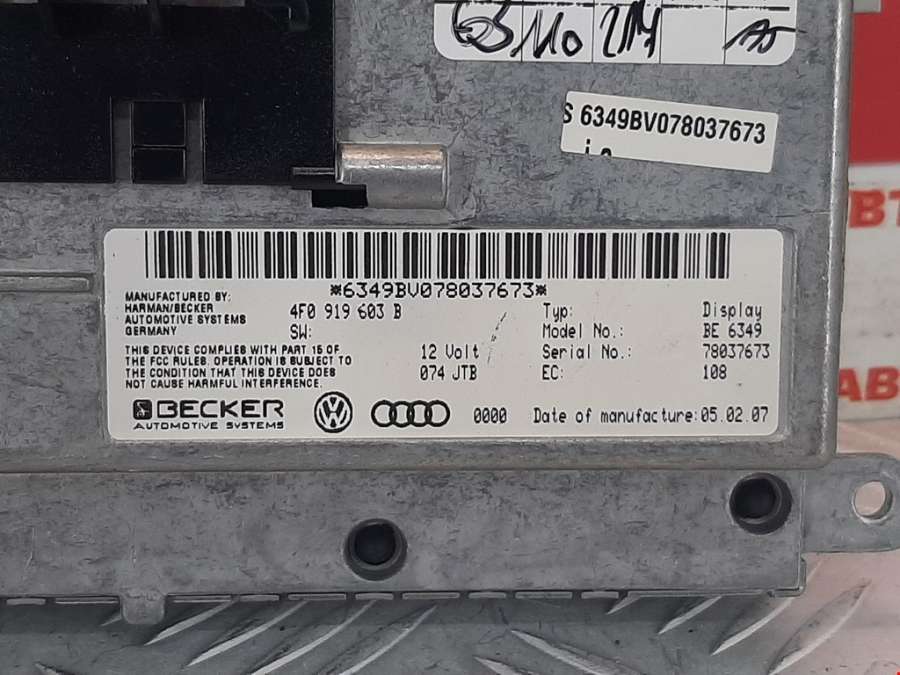 S 6349BV078037673
*6349BV078037673*
MANUFACTURED BY:
HARMAN/BECKER
AUTOMOTIVE SYSTEMS
GERMANY
4F0 919 603 B
SW:
Typ: Display
Model No.: BE 6349
THIS DEVICE COMPLIES WITH PART 15 OF
THE FCC RULES. OPERATION IS SUBJECT TO
THE CONDITION THAT THIS DEVICE DOES
NOT CAUSE HARMFUL INTERFERENCE.
12 Volt
074 JTB
Serial No.: 78037673
EC: 108
BECKER
AUTOMOTIVE SYSTEMS
0000
Date of manufacture: 05.02.07